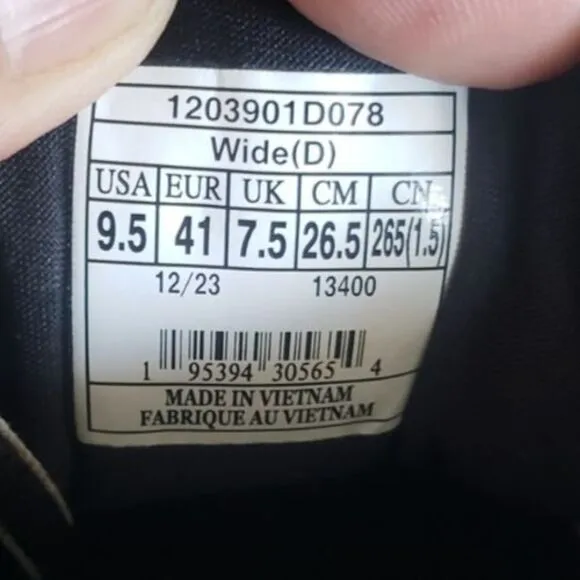 1203901D078
Wide(D)
USA EUR UK CM CN
9.5 41 7.5 26.5 265(1.5)
12/23 13400
1 95394 30565 4
MADE IN VIETNAM
FABRIQUE AU VIETNAM